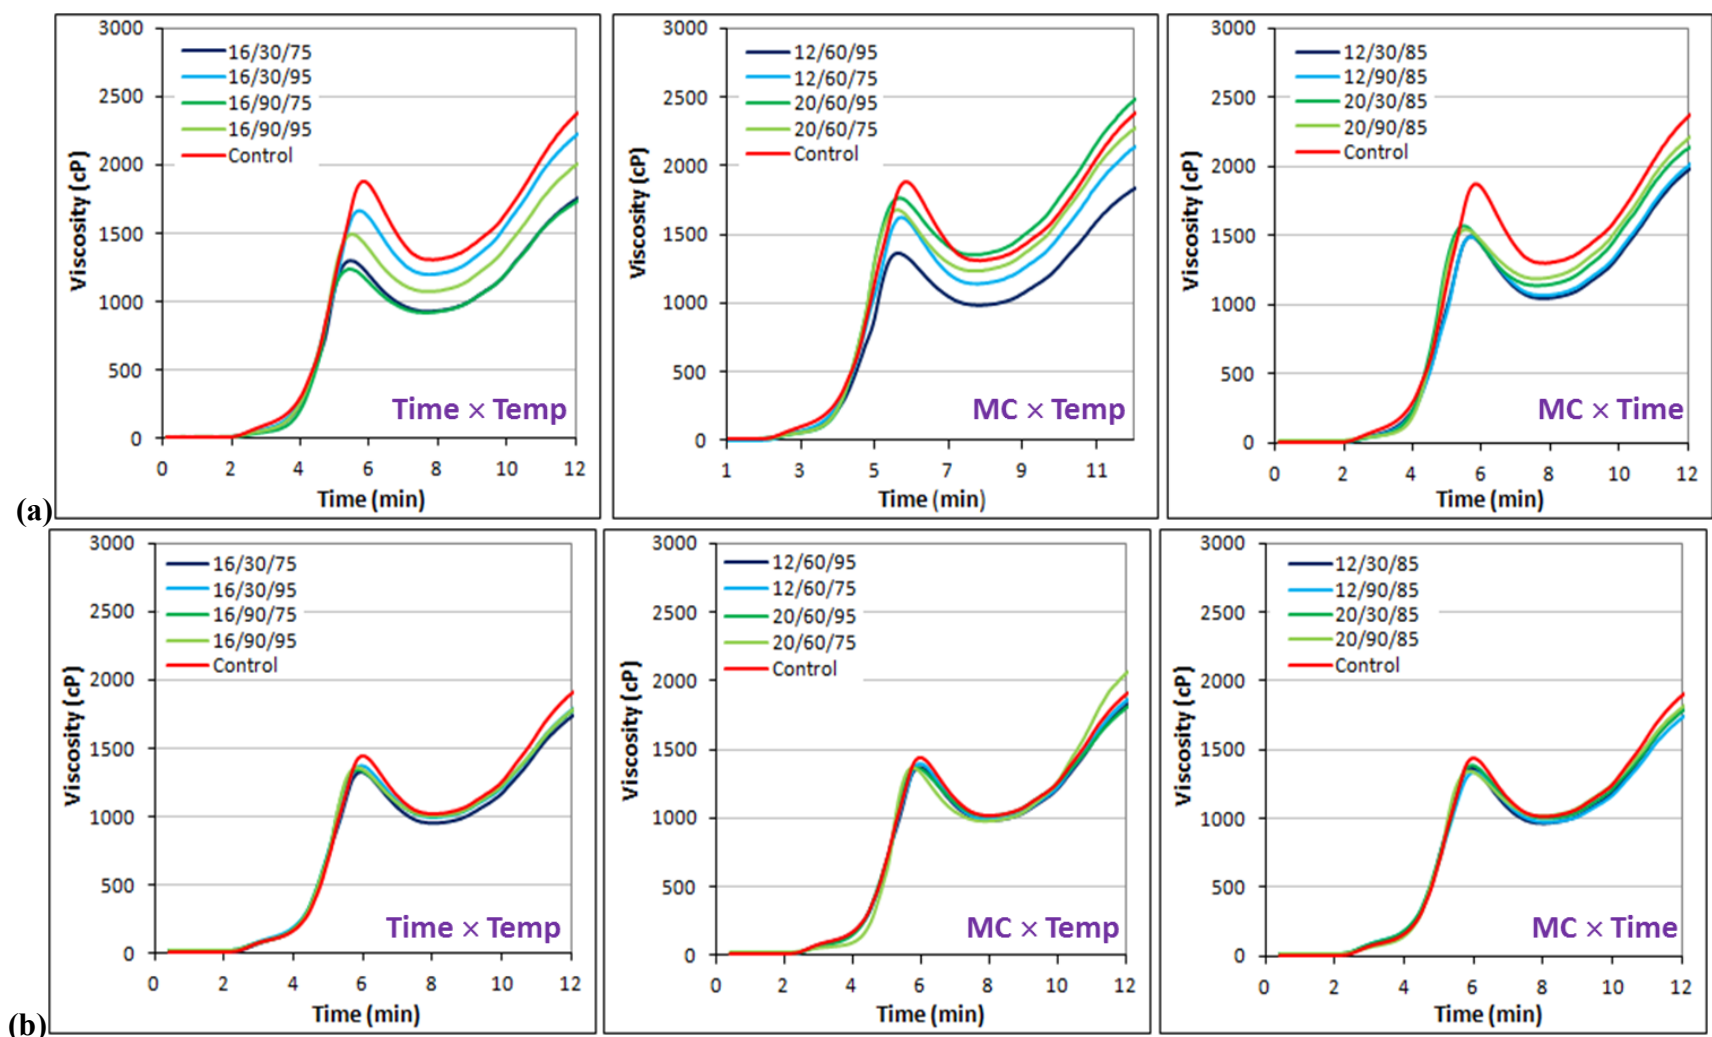 3000
2500
2000
1500
1000
500
0
Viscosity (cP)
16/30/75
16/30/95
16/90/75
16/90/95
Control
Time × Temp
0 2 4 6 8 10 12
Time (min)
3000
2500
2000
1500
1000
500
0
Viscosity (cP)
12/60/95
12/60/75
20/60/95
20/60/75
Control
MC × Temp
1 3 5 7 9 11
Time (min)
3000
2500
2000
1500
1000
500
0
Viscosity (cP)
12/30/85
12/90/85
20/30/85
20/90/85
Control
MC × Time
0 2 4 6 8 10 12
Time (min)
(a)
3000
2500
2000
1500
1000
500
0
Viscosity (cP)
16/30/75
16/30/95
16/90/75
16/90/95
Control
Time × Temp
0 2 4 6 8 10 12
Time (min)
3000
2500
2000
1500
1000
500
0
Viscosity (cP)
12/60/95
12/60/75
20/60/95
20/60/75
Control
MC × Temp
0 2 4 6 8 10 12
Time (min)
3000
2500
2000
1500
1000
500
0
Viscosity (cP)
12/30/85
12/90/85
20/30/85
20/90/85
Control
MC × Time
0 2 4 6 8 10 12
Time (min)
(b)